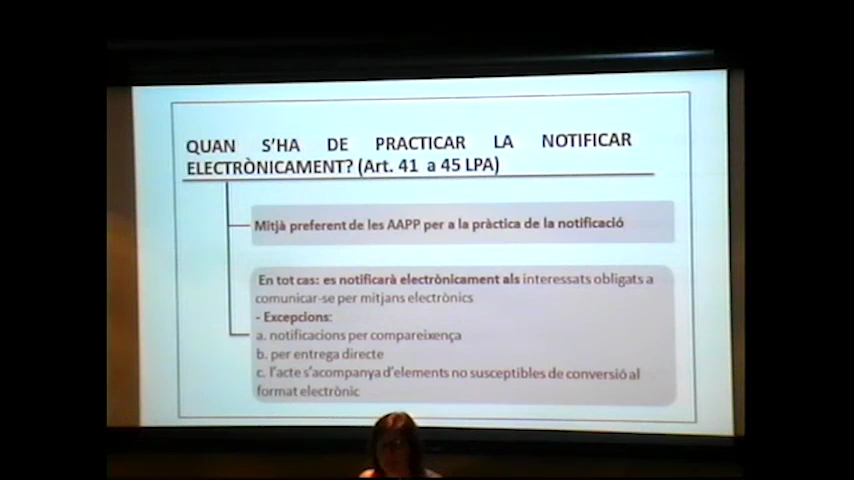 QUAN S'HA DE PRACTICAR LA NOTIFICAR
ELECTRÒNICAMENT? (Art. 41 a 45 LPA)
Mitjà preferent de les AAPP per a la pràctica de la notificació
En tot cas: es notificarà electrònicament als interessats obligats a
comunicar-se per mitjans electrònics
- Excepcions:
a. notificacions per compareixença
b. per entrega directe
c. l'acte s'acompanya d'elements no susceptibles de conversió al
format electrònic